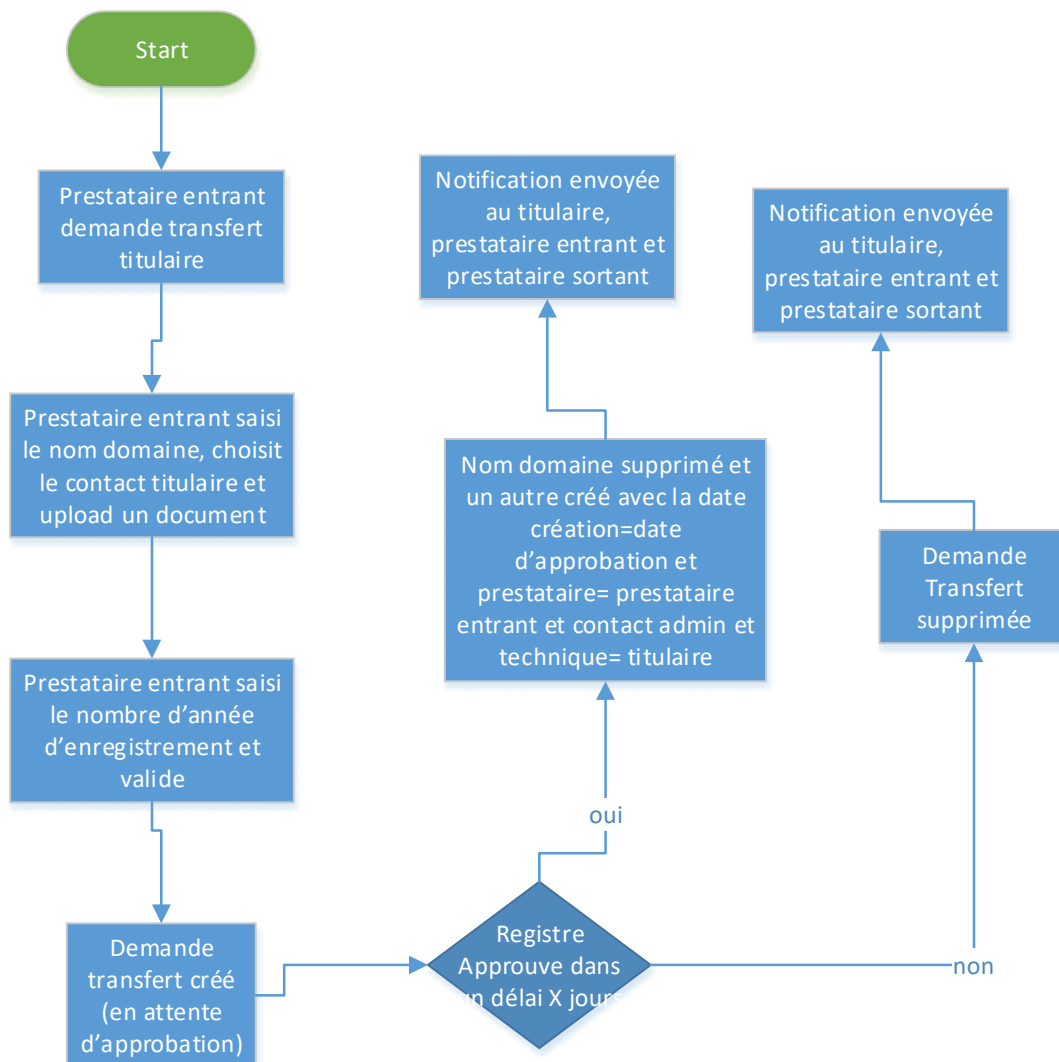 Start
Prestataire entrant
demande transfert
titulaire
Prestataire entrant saisi
le nom domaine, choisit
le contact titulaire et
upload un document
Prestataire entrant saisi
le nombre d’année
d’enregistrement et
valide
Demande
transfert créé
(en attente
d’approbation)
Registre
Approuve dans
un délai X jours
oui
Nom domaine supprimé et
un autre créé avec la date
création=date
d’approbation et
prestataire= prestataire
entrant et contact admin et
technique= titulaire
Notification envoyée
au titulaire,
prestataire entrant et
prestataire sortant
non
Demande
Transfert
supprimée
Notification envoyée
au titulaire,
prestataire entrant et
prestataire sortant